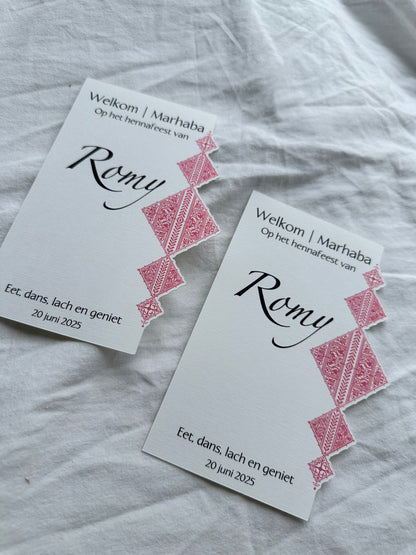 Welkom | Marhaba
Op het hennafeest van
Romy
Eet, dans, lach en geniet
20 juni 2025
Welkom | Marhaba
Op het hennafeest van
Romy
Eet, dans, lach en geniet
20 juni 2025